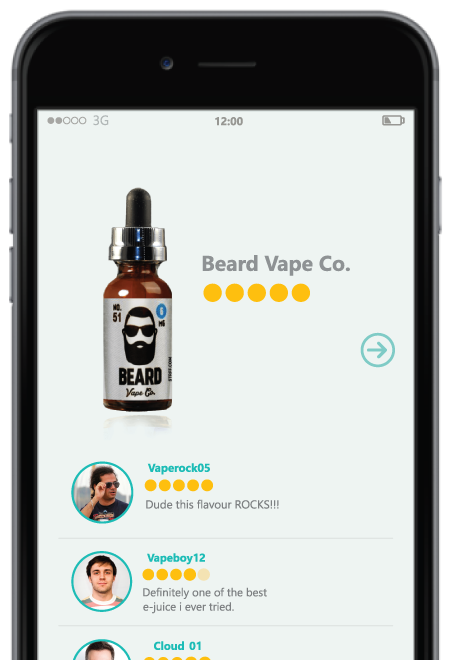 3G
12:00
NO.
51
MG
BEARD
Vape Co.
Beard Vape Co.
Vaperock05
Dude this flavour ROCKS!!!
Vapeboy12
Definitely one of the best
e-juice i ever tried.
Cloud_01